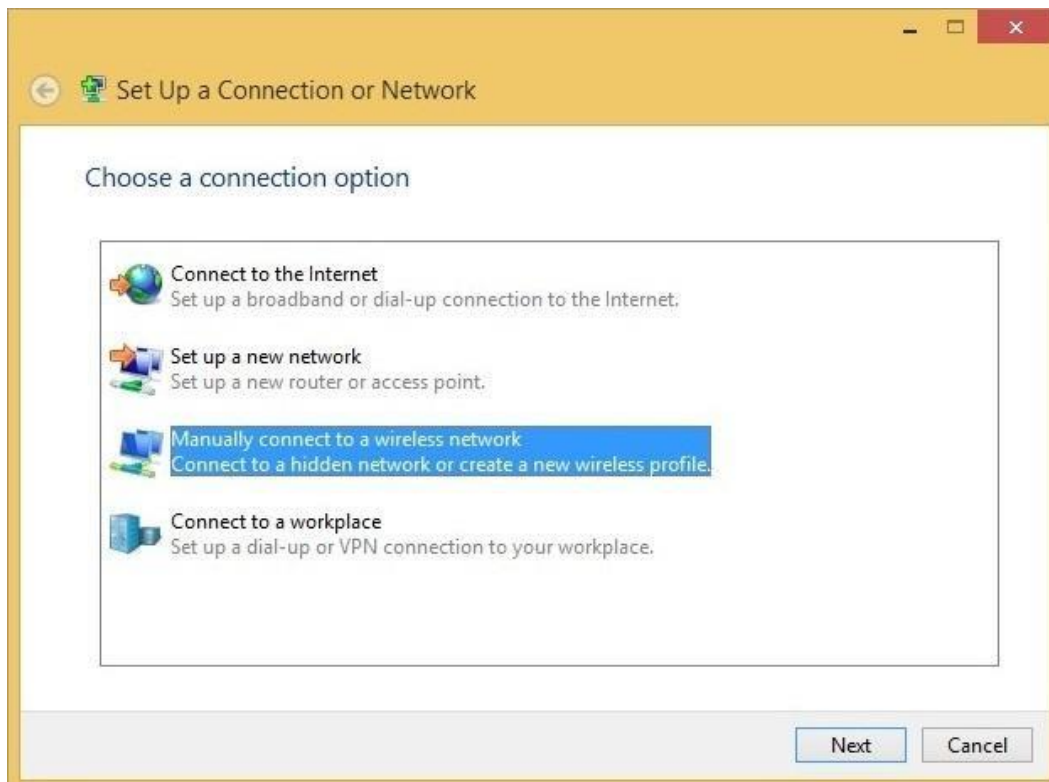 Set Up a Connection or Network
Choose a connection option
Connect to the Internet
Set up a broadband or dial-up connection to the Internet.
Set up a new network
Set up a new router or access point.
Manually connect to a wireless network
Connect to a hidden network or create a new wireless profile.
Connect to a workplace
Set up a dial-up or VPN connection to your workplace.
Next
Cancel